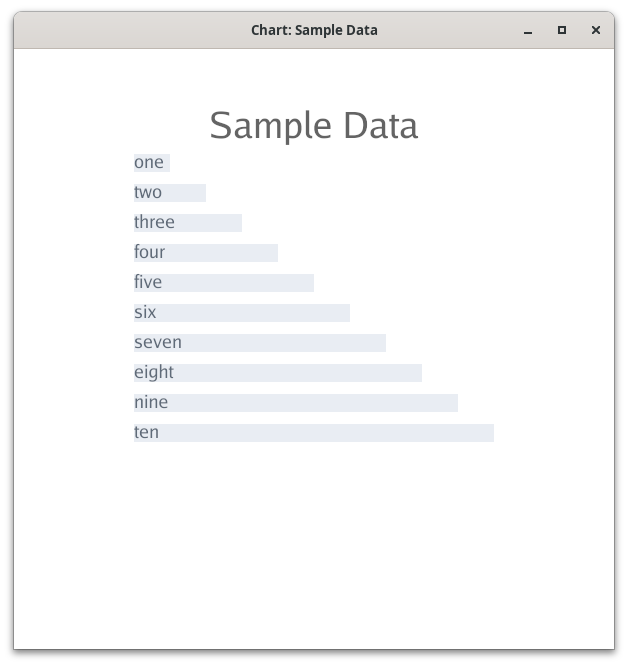 Chart: Sample Data
Sample Data
one
two
three
four
five
six
seven
eight
nine
ten